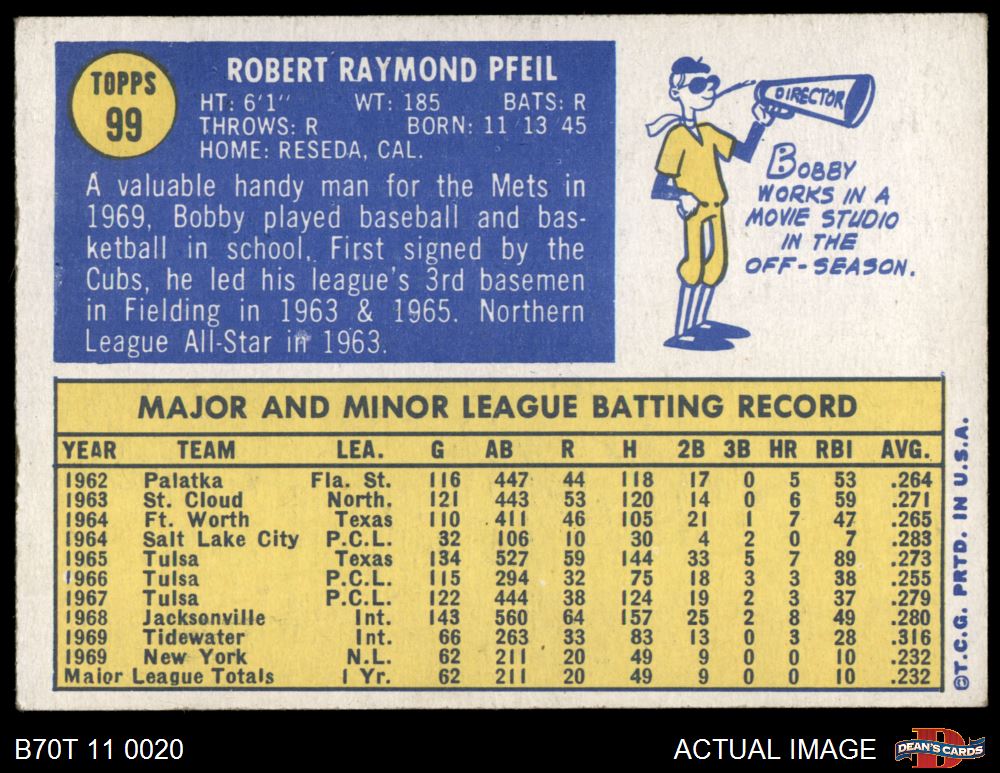 TOPPS
99
ROBERT RAYMOND PFEIL
HT: 6'1" WT: 185 BATS: R
THROWS: R BORN: 11 13 45
HOME: RESEDA, CAL.
A valuable handy man for the Mets in
1969, Bobby played baseball and bas-
ketball in school. First signed by the
Cubs, he led his league's 3rd basemen
in Fielding in 1963 & 1965. Northern
League All-Star in 1963.
DIRECTOR
BOBBY
WORKS IN A
MOVIE STUDIO
IN THE
OFF-SEASON.
MAJOR AND MINOR LEAGUE BATTING RECORD
YEAR TEAM LEA. G AB R H 2B 3B HR RBI AVG.
1962 Palatka Fla. St. 116 447 44 118 17 0 5 53 .264
1963 St. Cloud North. 121 443 53 120 14 0 6 59 .271
1964 Ft. Worth Texas 110 411 46 105 21 1 7 47 .265
1964 Salt Lake City P.C.L. 32 106 10 30 4 2 0 7 .283
1965 Tulsa Texas 134 527 59 144 33 5 7 89 .273
1966 Tulsa P.C.L. 115 294 32 75 18 3 3 38 .255
1967 Tulsa P.C.L. 122 444 38 124 19 2 3 37 .279
1968 Jacksonville Int. 143 560 64 157 25 2 8 49 .280
1969 Tidewater Int. 66 263 33 83 13 0 3 28 .316
1969 New York N.L. 62 211 20 49 9 0 0 10 .232
Major League Totals 1 Yr. 62 211 20 49 9 0 0 10 .232
©T.C.G. PRTD. IN U.S.A.
B70T 11 0020
ACTUAL IMAGE
D
DEAN'S CARDS